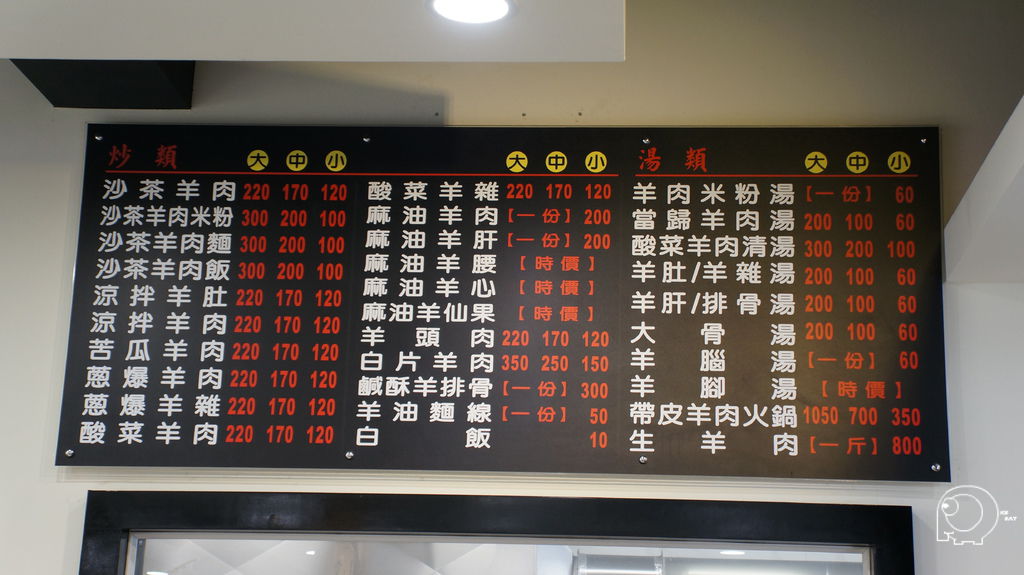 炒類 大 中 小
沙茶羊肉 220 170 120
沙茶羊肉米粉 300 200 100
沙茶羊肉麵 300 200 100
沙茶羊肉飯 300 200 100
涼拌羊肚 220 170 120
涼拌羊肉 220 170 120
苦瓜羊肉 220 170 120
蔥爆羊肉 220 170 120
蔥爆羊雜 220 170 120
酸菜羊肉 220 170 120
大 中 小
酸菜羊雜 220 170 120
麻油羊肉【一份】200
麻油羊肝【一份】200
麻油羊腰【時價】
麻油羊心【時價】
麻油羊仙果【時價】
羊頭肉 220 170 120
白片羊肉 350 250 150
鹹酥羊排骨【一份】300
羊油麵線【一份】50
白飯 10
湯類 大 中 小
羊肉米粉湯【一份】60
當歸羊肉湯 200 100 60
酸菜羊肉清湯 300 200 100
羊肚/羊雜湯 200 100 60
羊肝/排骨湯 200 100 60
大骨湯 200 100 60
羊腦湯【一份】60
羊腳湯【時價】
帶皮羊肉火鍋 1050 700 350
生羊肉【一斤】800